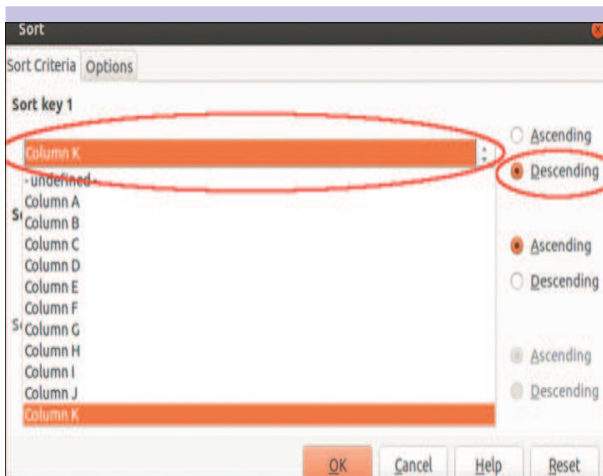 Sort
Sort Criteria Options
Sort key 1
Column K
Ascending
Descending
-undefined-
Column A
Column B
Column C
Column D
Column E
Column F
Column G
Column H
Column I
Column J
Column K
Ascending
Descending
Ascending
Descending
OK Cancel Help Reset